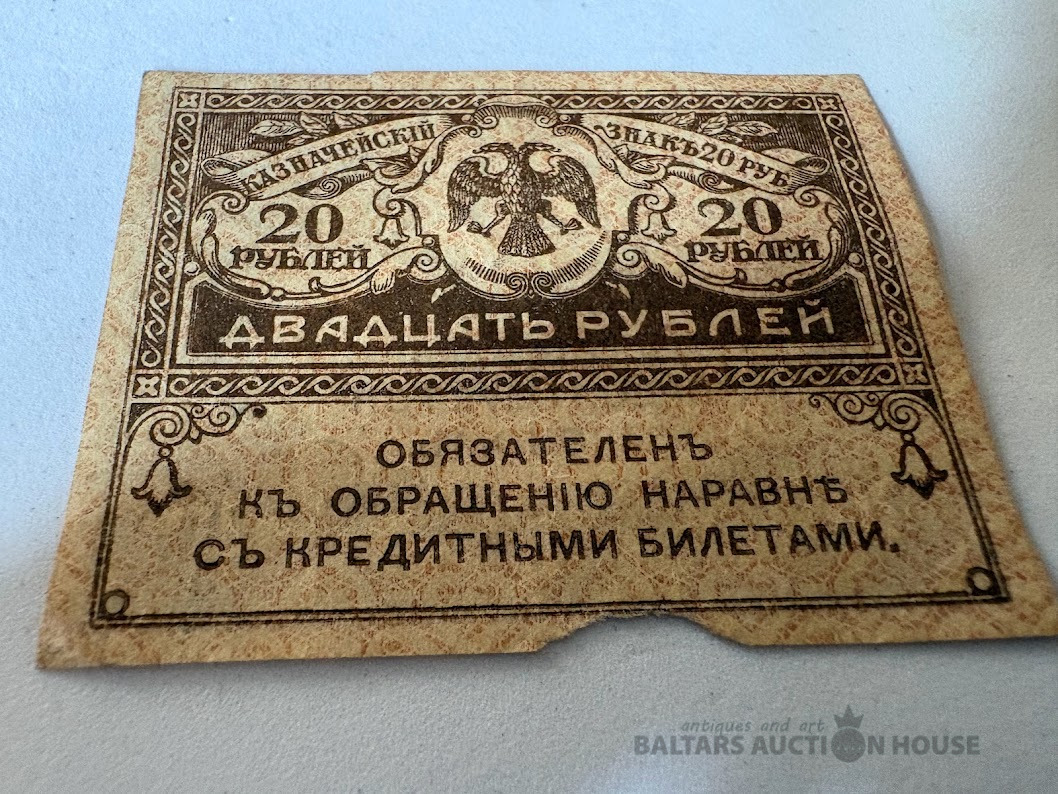 КАЗНАЧЕЙСКІЙ ЗНАКЪ 20 РУБ.
20 20
РУБЛЕЙ РУБЛЕЙ
ДВАДЦАТЬ РУБЛЕЙ
ОБЯЗАТЕЛЕНЪ
КЪ ОБРАЩЕНІЮ НАРАВНѢ
СЪ КРЕДИТНЫМИ БИЛЕТАМИ.
antiques and art
BALTARS AUCTION HOUSE